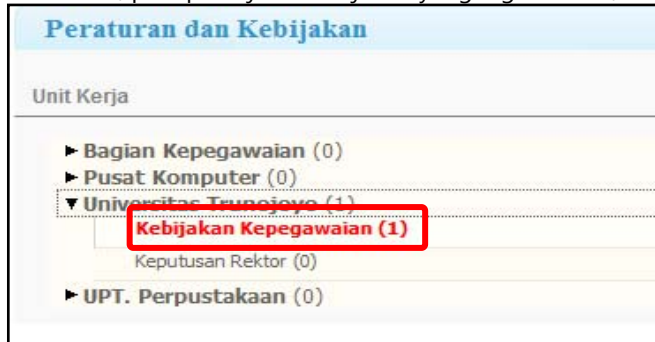 Peraturan dan Kebijakan
Unit Kerja
Bagian Kepegawaian (0)
Pusat Komputer (0)
Universitas Trunojoyo (1)
Kebijakan Kepegawaian (1)
Keputusan Rektor (0)
UPT. Perpustakaan (0)